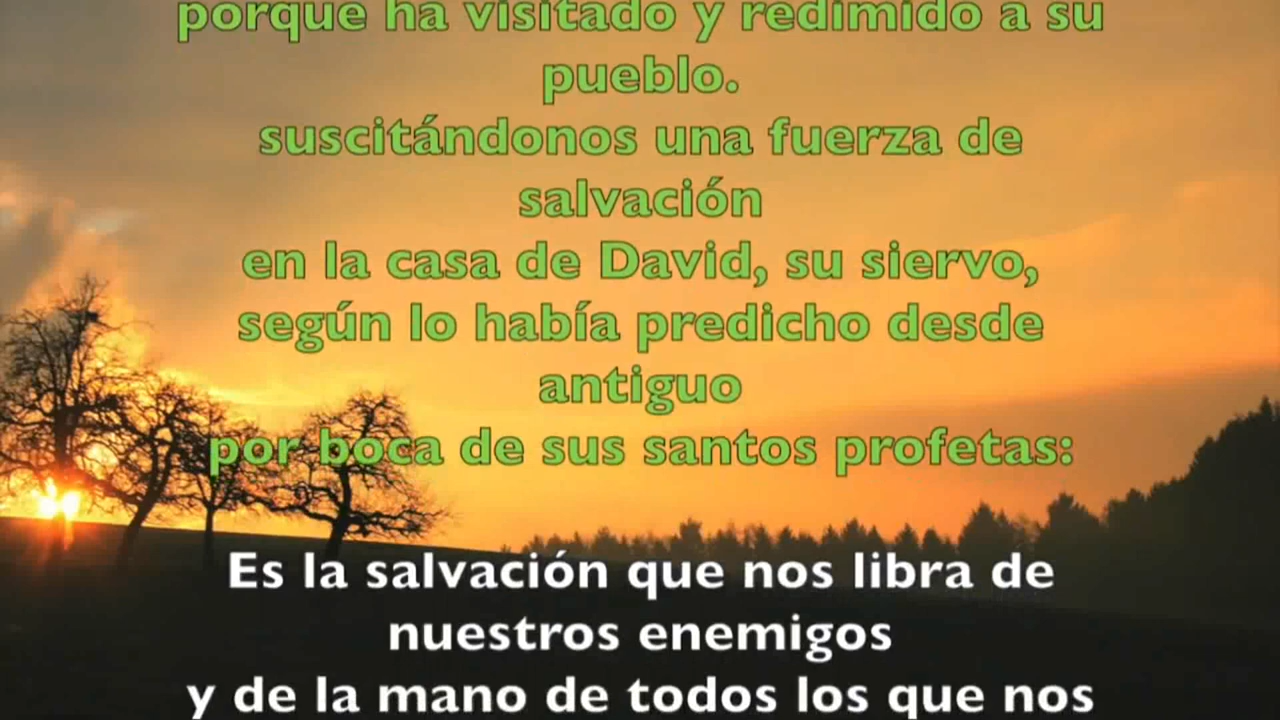 porque ha visitado y redimido a su
pueblo.
suscitándonos una fuerza de
salvación
en la casa de David, su siervo,
según lo había predicho desde
antiguo
por boca de sus santos profetas:
Es la salvación que nos libra de
nuestros enemigos
y de la mano de todos los que nos